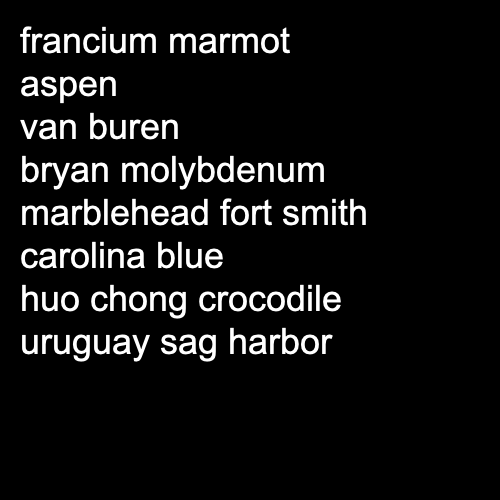 francium marmot
aspen
van buren
bryan molybdenum
marblehead fort smith
carolina blue
huo chong crocodile
uruguay sag harbor